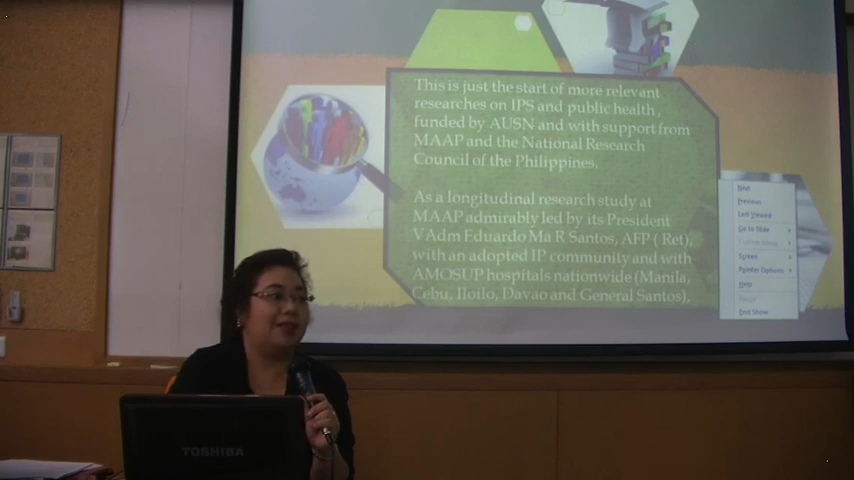 This is just the start of more relevant
researches on IPS and public health ,
funded by AUSN and with support from
MAAP and the National Research
Council of the Philippines.
As a longitudinal research study at
MAAP admirably led by its President
VAdm Eduardo Ma R Santos, AFP ( Ret),
with an adopted IP community and with
AMOSUP hospitals nationwide (Manila,
Cebu, Iloilo, Davao and General Santos),
Next
Previous
Last Viewed
Go to Slide
Screen
Pointer Options
Help
Pause
End Show
TOSHIBA